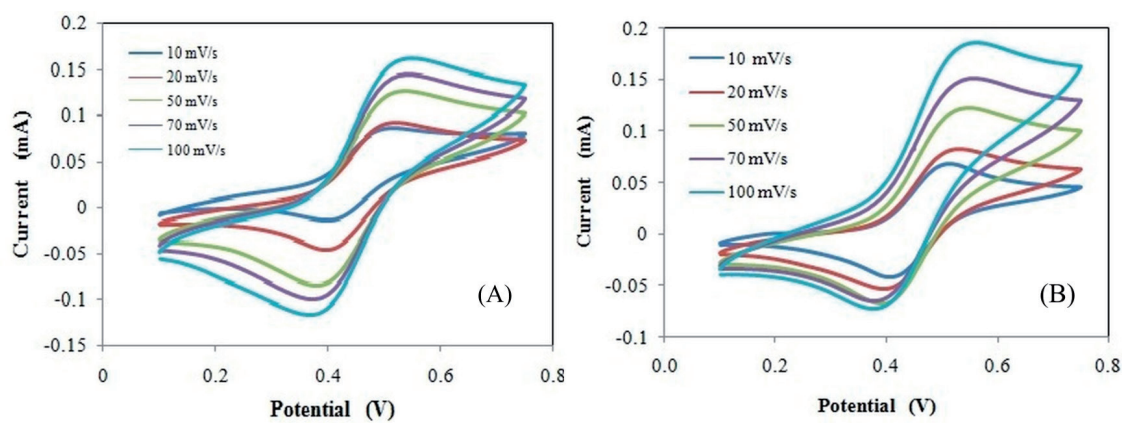 0.2
0.15
0.1
0.05
0
-0.05
-0.1
-0.15
Current (mA)
10 mV/s
20 mV/s
50 mV/s
70 mV/s
100 mV/s
(A)
0 0.2 0.4 0.6 0.8
Potential (V)
0.2
0.15
0.1
0.05
0
-0.05
-0.1
Current (mA)
10 mV/s
20 mV/s
50 mV/s
70 mV/s
100 mV/s
(B)
0.0 0.2 0.4 0.6 0.8
Potential (V)